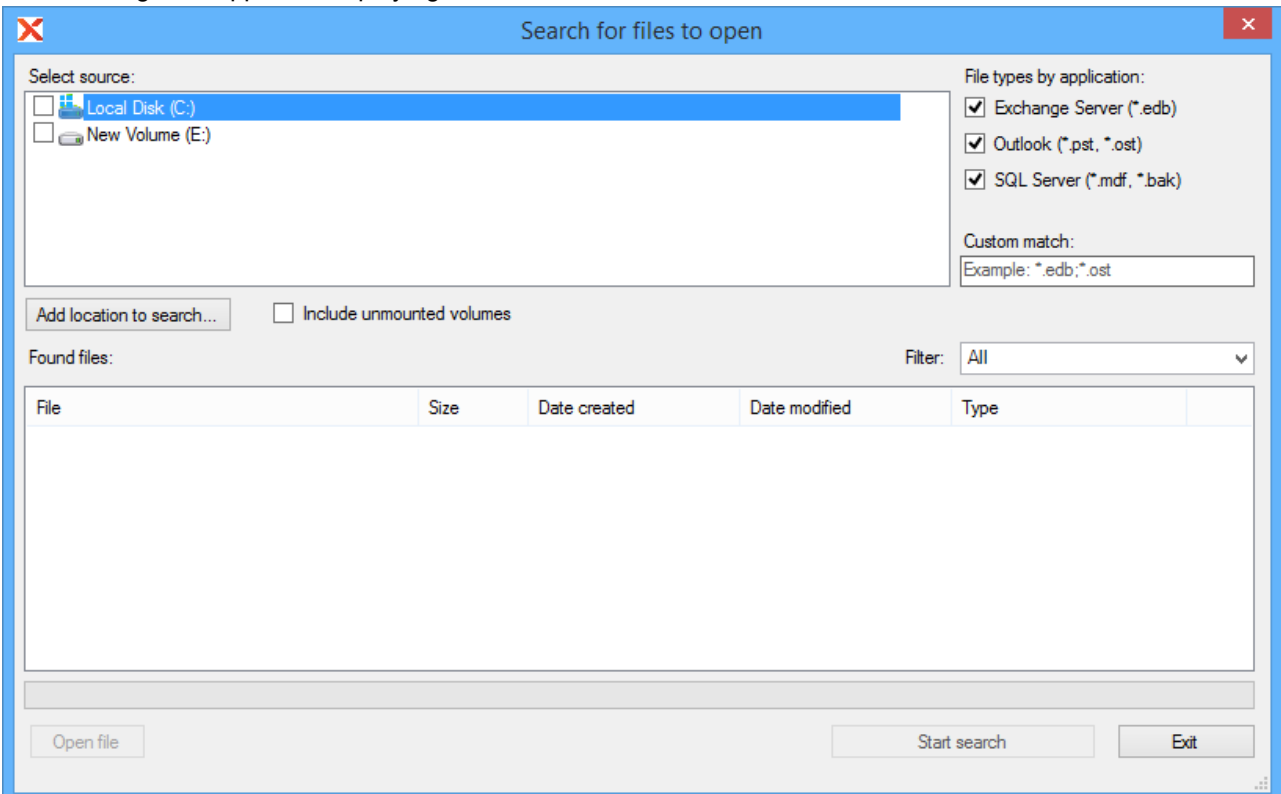 Search for files to open
Select source:
Local Disk (C:)
New Volume (E:)
File types by application:
Exchange Server (*.edb)
Outlook (*.pst, *.ost)
SQL Server (*.mdf, *.bak)
Custom match:
Example: *.edb;*.ost
Add location to search...
Include unmounted volumes
Found files:
Filter: All
File Size Date created Date modified Type
Open file
Start search
Exit